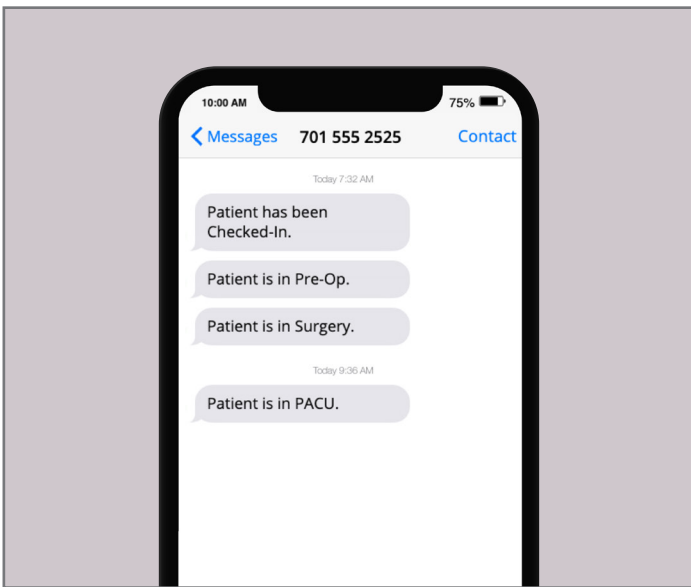 10:00 AM 75%
Messages 701 555 2525 Contact
Today 7:32 AM
Patient has been
Checked-In.
Patient is in Pre-Op.
Patient is in Surgery.
Today 9:36 AM
Patient is in PACU.